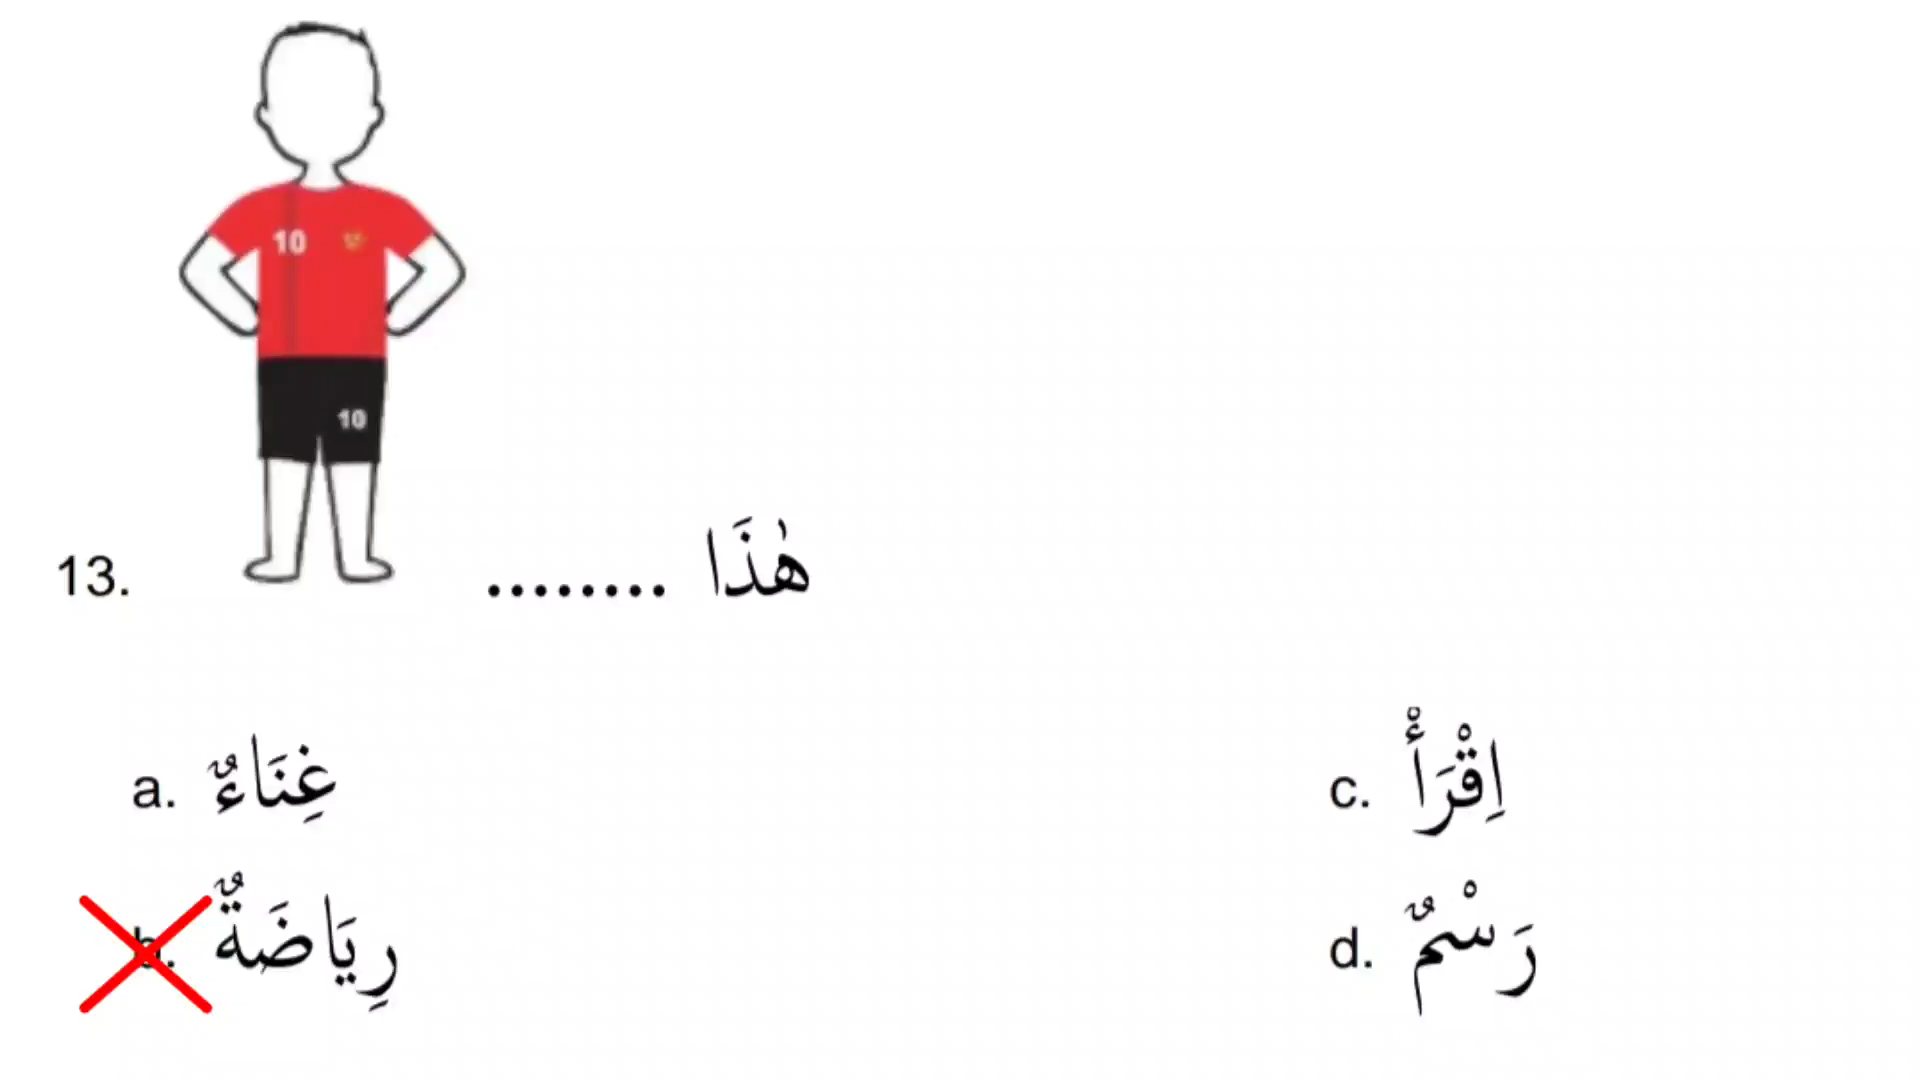 10
10
13. هٰذَا ........
a. غِنَاءٌ
c. اِقْرَأْ
b. رِيَاضَةٌ
d. رَسْمٌ